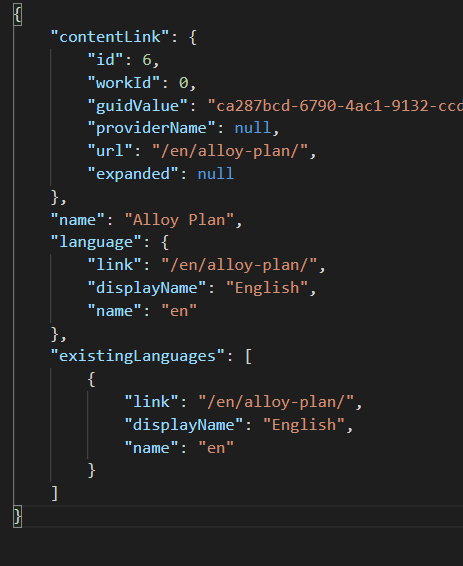 {
    "contentLink": {
        "id": 6,
        "workId": 0,
        "guidValue": "ca287bcd-6790-4ac1-9132-ccd
        "providerName": null,
        "url": "/en/alloy-plan/",
        "expanded": null
    },
    "name": "Alloy Plan",
    "language": {
        "link": "/en/alloy-plan/",
        "displayName": "English",
        "name": "en"
    },
    "existingLanguages": [
        {
            "link": "/en/alloy-plan/",
            "displayName": "English",
            "name": "en"
        }
    ]
}